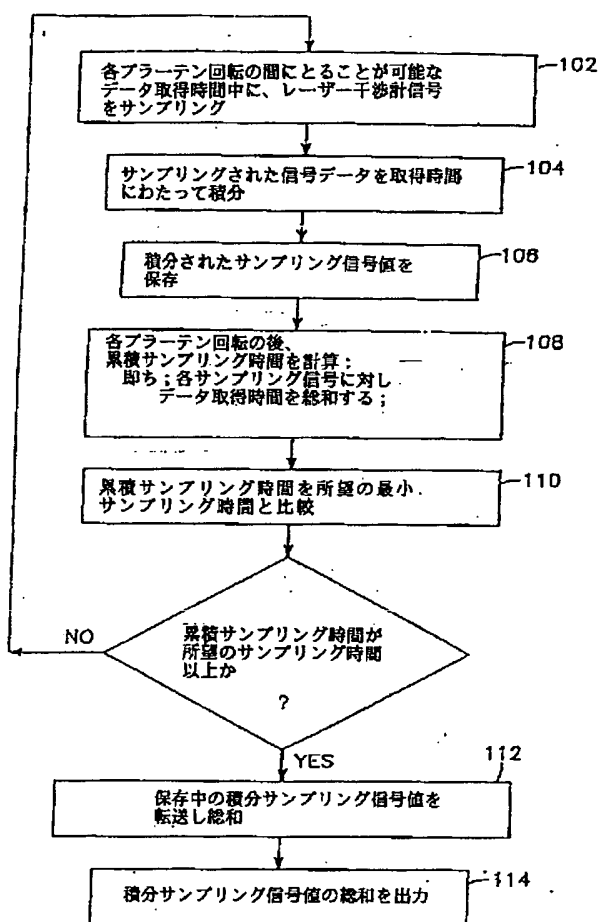 各プラーテン回転の間にとることが可能な
データ取得時間中に、レーザー干渉計信号
をサンプリング
102
サンプリングされた信号データを取得時間
にわたって積分
104
積分されたサンプリング信号値を
保存
106
各プラーテン回転の後、
累積サンプリング時間を計算;
即ち;各サンプリング信号に対し
データ取得時間を総和する;
108
累積サンプリング時間を所望の最小
サンプリング時間と比較
110
累積サンプリング時間が
所望のサンプリング時間
以上か
?
NO
YES
保存中の積分サンプリング信号値を
転送し総和
112
積分サンプリング信号値の総和を出力
114